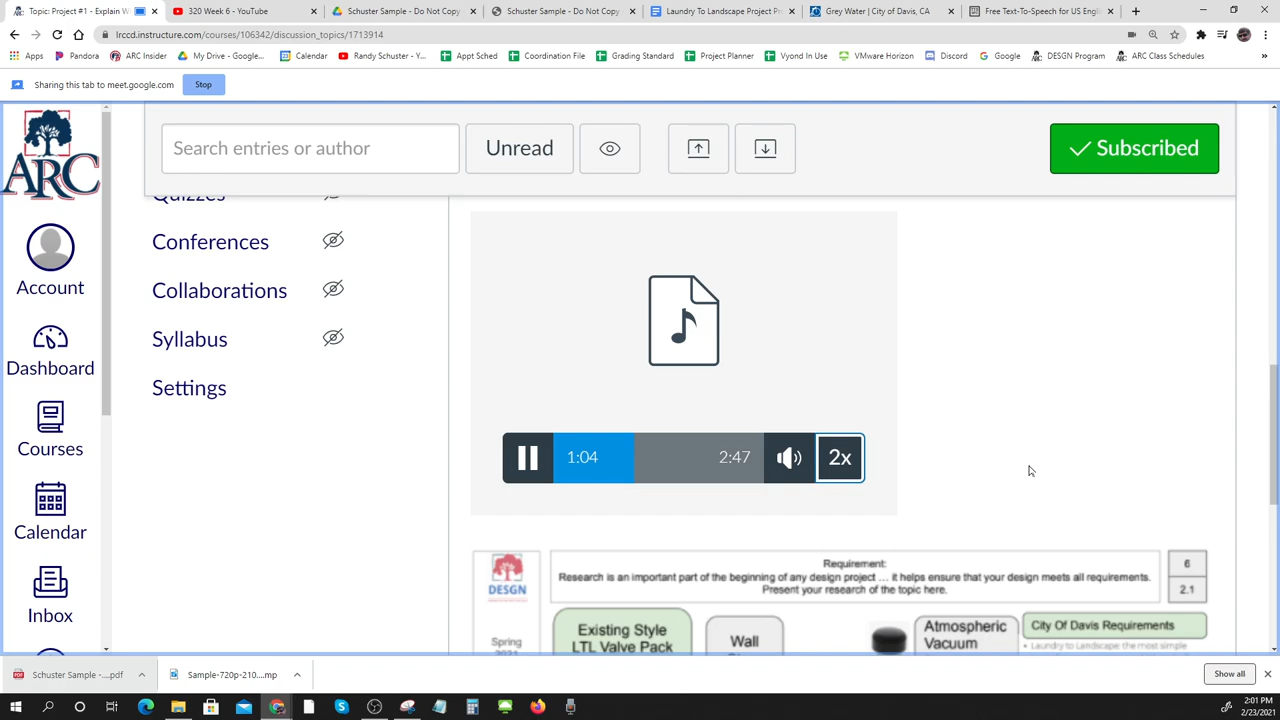 Topic: Project #1 - Explain W
320 Week 6 - YouTube
Schuster Sample - Do Not Copy
Schuster Sample - Do Not Copy
Laundry To Landscape Project Pr
Grey Water | City of Davis, CA
Free Text-To-Speech for US Engl
lrccd.instructure.com/courses/106342/discussion_topics/1713914
Apps
Pandora
ARC Insider
My Drive - Google...
Calendar
Randy Schuster - Y...
Appt Sched
Coordination File
Grading Standard
Project Planner
Vyond In Use
VMware Horizon
Discord
Google
DESGN Program
ARC Class Schedules
»
Sharing this tab to meet.google.com
Stop
ARC
Account
Dashboard
Courses
Calendar
Inbox
Quizzes
Conferences
Collaborations
Syllabus
Settings
Search entries or author
Unread
Subscribed
1:04
2:47
2x
DESGN
Spring
2021
Requirement:
Research is an important part of the beginning of any design project ... it helps ensure that your design meets all requirements.
Present your research of the topic here.
6
2.1
Existing Style
LTL Valve Pack
Wall
Atmospheric
Vacuum
City Of Davis Requirements
• Laundry to Landscape: the most simple
Schuster Sample -....pdf
Sample-720p-210....mp
Show all
2:01 PM
2/23/2021